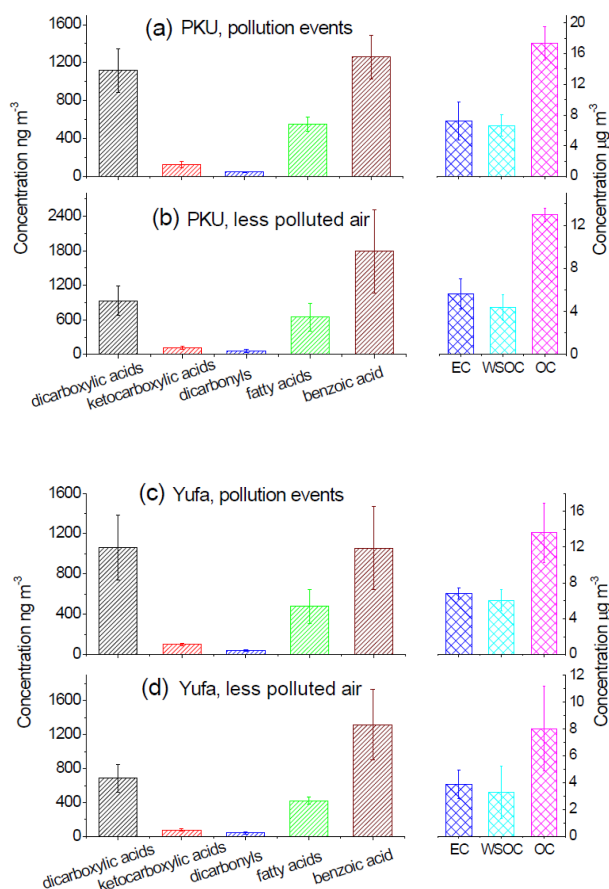 (a) PKU, pollution events
1600
1200
800
400
0
20
16
12
8
4
0
(b) PKU, less polluted air
2400
1800
1200
600
0
12
8
4
0
Concentration ng m-3
Concentration µg m-3
dicarboxylic acids
ketocarboxylic acids
dicarbonyls
fatty acids
benzoic acid
EC WSOC OC
(c) Yufa, pollution events
1600
1200
800
400
0
16
12
8
4
0
(d) Yufa, less polluted air
1600
1200
800
400
0
12
10
8
6
4
2
0
Concentration ng m-3
Concentration µg m-3
dicarboxylic acids
ketocarboxylic acids
dicarbonyls
fatty acids
benzoic acid
EC WSOC OC